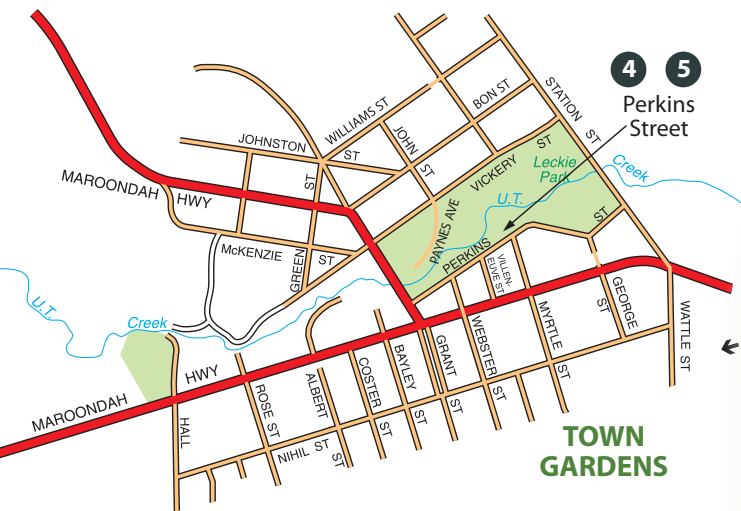 4 5
Perkins
Street
WILLIAMS ST
BON ST
STATION ST
JOHNSTON ST
JOHN ST
VICKERY ST
Leckie
Park
Creek
U.T.
MAROONDAH HWY
ST
PAYNES AVE
PERKINS ST
McKENZIE ST
GREEN
VILLEN-
EUVE ST
U.T.
Creek
MAROONDAH HWY
HALL
ROSE ST
ALBERT ST
COSTER ST
BAYLEY ST
GRANT ST
WEBSTER ST
MYRTLE ST
GEORGE ST
WATTLE ST
NIHIL ST
TOWN
GARDENS